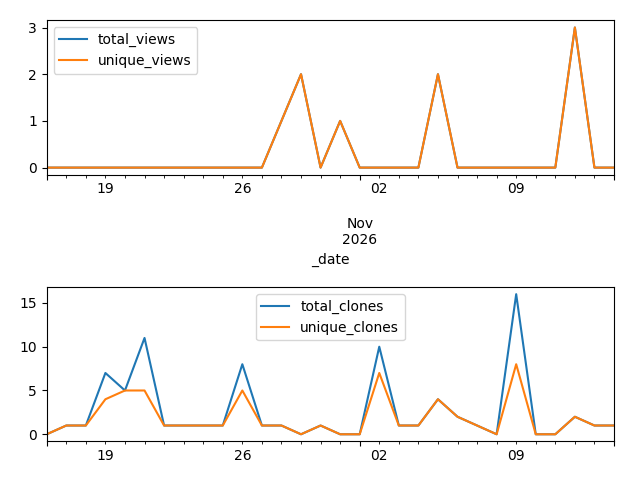 3
2
1
0
total_views
unique_views
19
26
02
09
Nov
2026
_date
15
10
5
0
total_clones
unique_clones
19
26
02
09